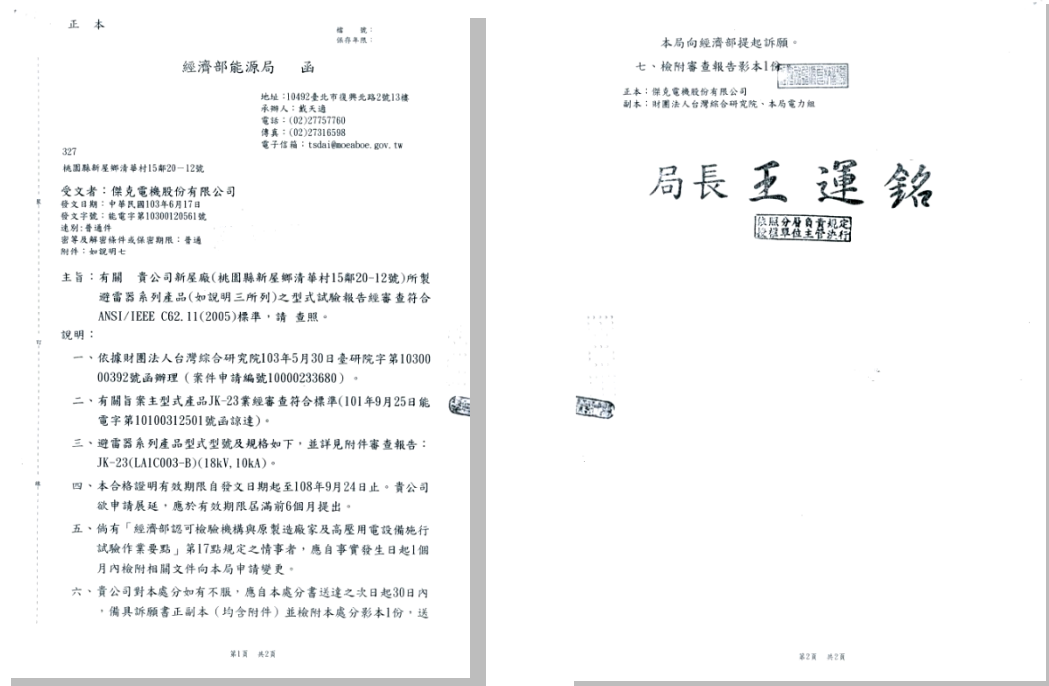 正 本
檔 號：
保存年限：
經濟部能源局 函
地址：10492臺北市復興北路2號13樓
承辦人：戴天適
電話：(02)27757760
傳真：(02)27316598
電子信箱：tsdai@moeaboe.gov.tw
327
桃園縣新屋鄉清華村15鄰20－12號
受文者：傑克電機股份有限公司
發文日期：中華民國103年6月17日
發文字號：能電字第10300120561號
速別：普通件
密等及解密條件或保密期限：普通
附件：如說明七
主旨：有關 貴公司新屋廠(桃園縣新屋鄉清華村15鄰20-12號)所製
避雷器系列產品(如說明三所列)之型式試驗報告經審查符合
ANSI/IEEE C62.11(2005)標準，請 查照。
說明：
一、依據財團法人台灣綜合研究院103年5月30日臺研院字第10300
00392號函辦理（案件申請編號10000233680）。
二、有關旨案主型式產品JK-23業經審查符合標準(101年9月25日能
電字第10100312501號函諒達)。
三、避雷器系列產品型式型號及規格如下，並詳見附件審查報告：
JK-23(LA1C003-B)(18kV,10kA)。
四、本合格證明有效期限自發文日期起至108年9月24日止。貴公司
欲申請展延，應於有效期限屆滿前6個月提出。
五、倘有「經濟部認可檢驗機構與原製造廠家及高壓用電設備施行
試驗作業要點」第17點規定之情事者，應自事實發生日起1個
月內檢附相關文件向本局申請變更。
六、貴公司對本處分如有不服，應自本處分書送達之次日起30日內
，備具訴願書正副本（均含附件）並檢附本處分影本1份，送
第1頁 共2頁
本局向經濟部提起訴願。
七、檢附審查報告影本1份
正本：傑克電機股份有限公司
副本：財團法人台灣綜合研究院、本局電力組
局長 王運銘
依照分層負責規定
授權單位主管決行
第2頁 共2頁